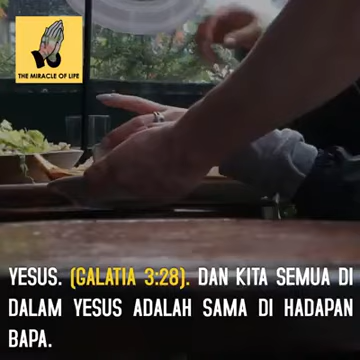 THE MIRACLE OF LIFE
YESUS. (GALATIA 3:28). DAN KITA SEMUA DI
DALAM YESUS ADALAH SAMA DI HADAPAN
BAPA.